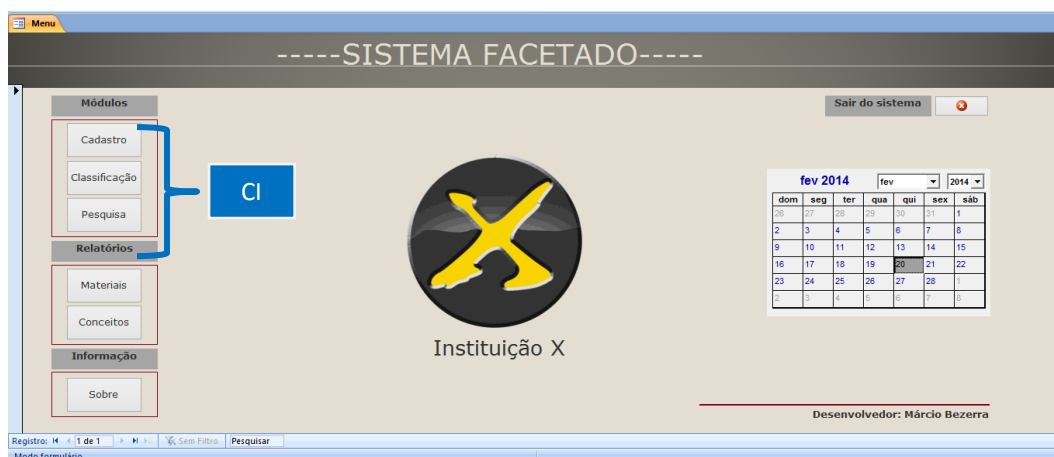 Menu
-----SISTEMA FACETADO-----
Módulos
Cadastro
Classificação
Pesquisa
Relatórios
Materiais
Conceitos
Informação
Sobre
CI
Instituição X
Sair do sistema
fev 2014 fev 2014
dom seg ter qua qui sex sáb
26 27 28 29 30 31 1
2 3 4 5 6 7 8
9 10 11 12 13 14 15
16 17 18 19 20 21 22
23 24 25 26 27 28 1
2 3 4 5 6 7 8
Desenvolvedor: Márcio Bezerra
Registro: 1 de 1 Sem Filtro Pesquisar
Modo formulário